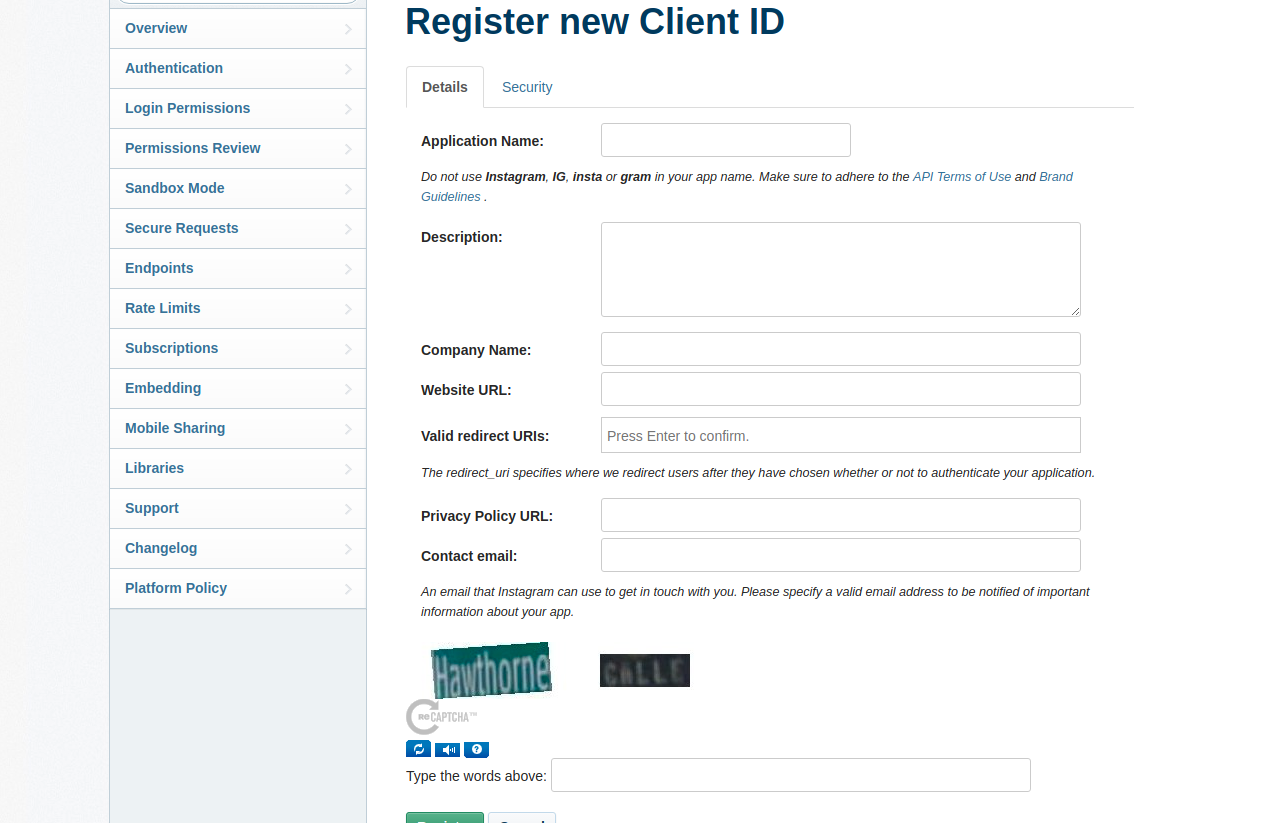 Register new Client ID
Overview
Authentication
Login Permissions
Permissions Review
Sandbox Mode
Secure Requests
Endpoints
Rate Limits
Subscriptions
Embedding
Mobile Sharing
Libraries
Support
Changelog
Platform Policy
Details Security
Application Name:
Do not use Instagram, IG, insta or gram in your app name. Make sure to adhere to the API Terms of Use and Brand
Guidelines .
Description:
Company Name:
Website URL:
Valid redirect URIs: Press Enter to confirm.
The redirect_uri specifies where we redirect users after they have chosen whether or not to authenticate your application.
Privacy Policy URL:
Contact email:
An email that Instagram can use to get in touch with you. Please specify a valid email address to be notified of important
information about your app.
Hawthorne CALLE
reCAPTCHA™
Type the words above: